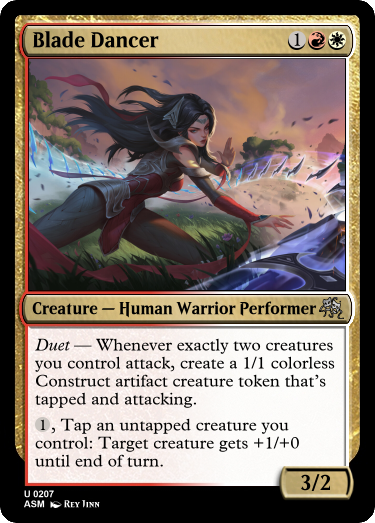 Blade Dancer 1
Creature — Human Warrior Performer
Duet — Whenever exactly two creatures
you control attack, create a 1/1 colorless
Construct artifact creature token that's
tapped and attacking.
1, Tap an untapped creature you
control: Target creature gets +1/+0
until end of turn.
3/2
U 0207
ASM Rey Jinn